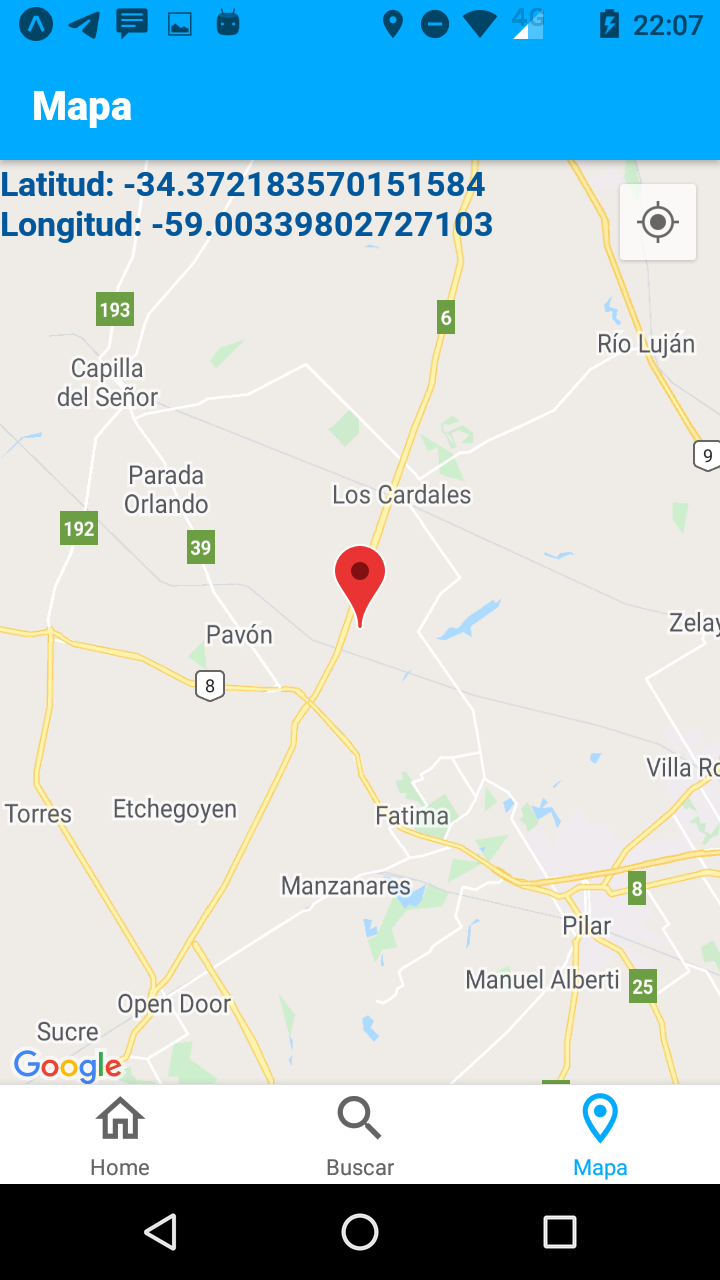 4G 22:07
Mapa
Latitud: -34.372183570151584
Longitud: -59.00339802727103
193
6
Río Luján
Capilla
del Señor
9
Parada
Orlando
Los Cardales
192
39
Zelay
Pavón
8
Villa Ro
Torres
Etchegoyen
Fatima
Manzanares
8
Pilar
Manuel Alberti
25
Open Door
Sucre
Google
Home
Buscar
Mapa